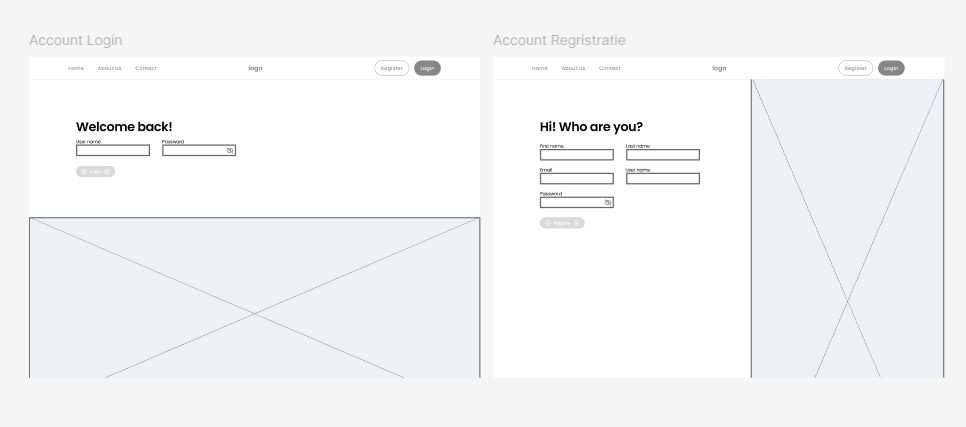 Account Login
Home About Us Contact logo Register Login
Welcome back!
User name Password
Login
Account Regristratie
Home About Us Contact logo Register Login
Hi! Who are you?
First name Last name
Email User name
Password
Register